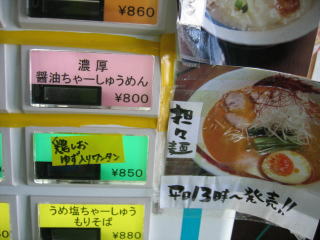 ¥860
濃厚
醤油ちゃーしゅうめん
¥800
鶏しお
ゆず入りワンタン
¥850
うめ塩ちゃーしゅう
もりそば
¥880
担々麺
平日13時〜発売!!